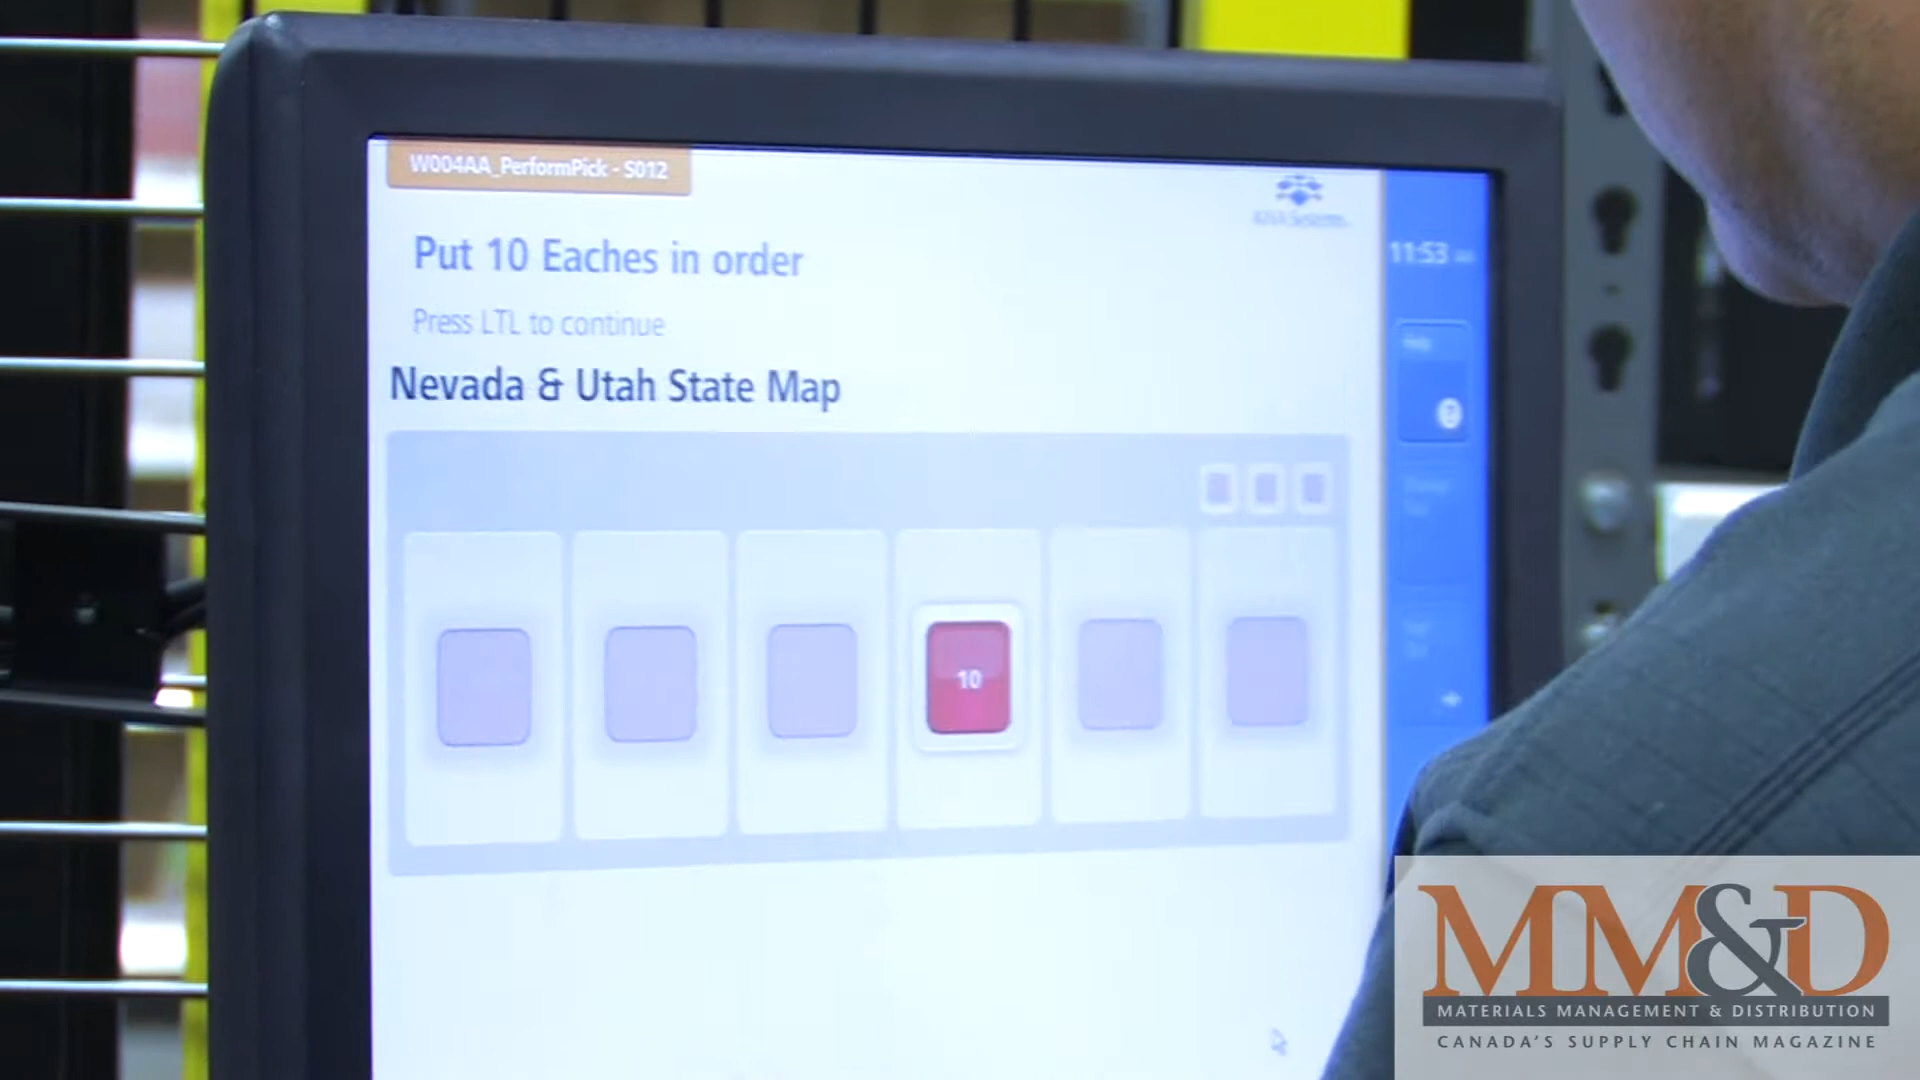 W004AA_PerformPick - S012
Put 10 Eaches in order
Press LTL to continue
Nevada & Utah State Map
10
11:53
MM&D
MATERIALS MANAGEMENT & DISTRIBUTION
CANADA'S SUPPLY CHAIN MAGAZINE